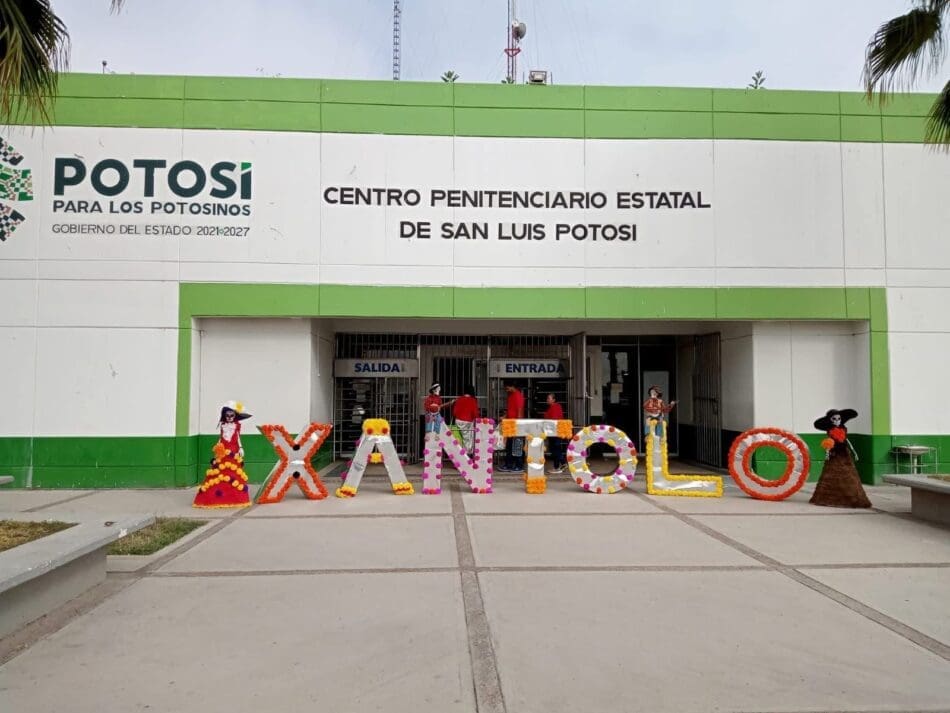 POTOSÍ
PARA LOS POTOSINOS
GOBIERNO DEL ESTADO 2021-2027
CENTRO PENITENCIARIO ESTATAL
DE SAN LUIS POTOSI
SALIDA
ENTRADA
XANTOLO